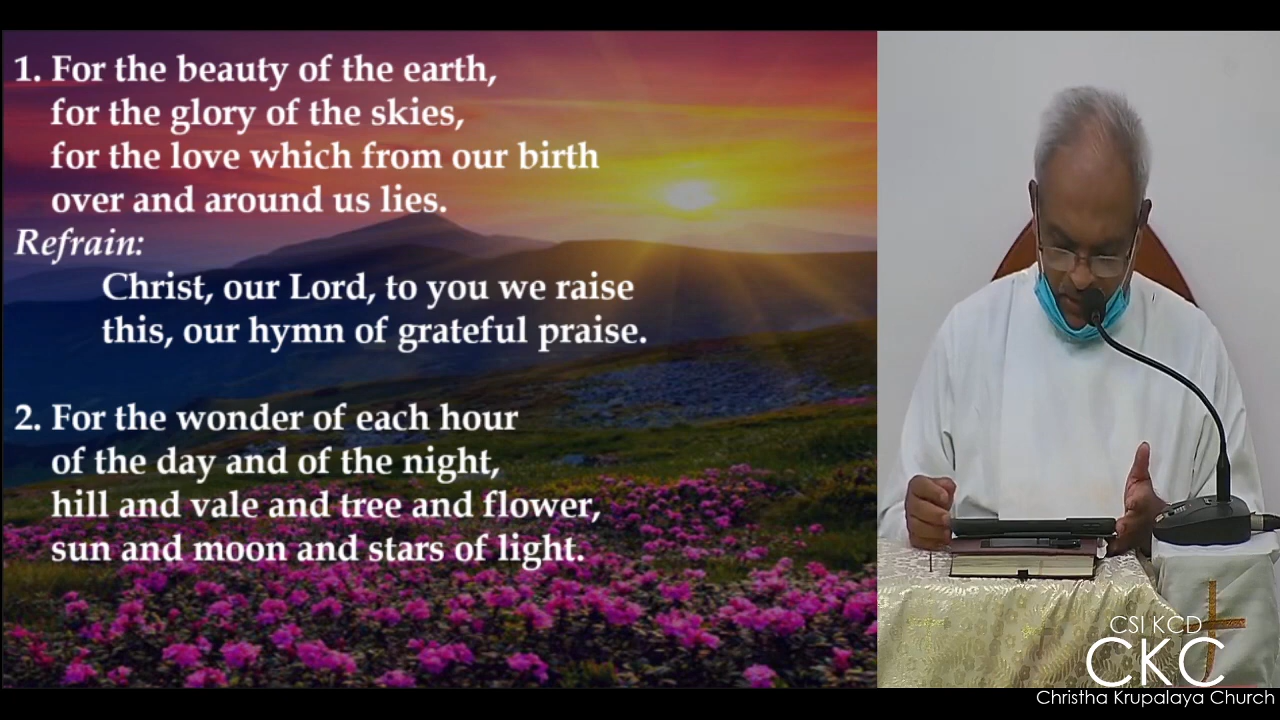 1. For the beauty of the earth,
for the glory of the skies,
for the love which from our birth
over and around us lies.
Refrain:
Christ, our Lord, to you we raise
this, our hymn of grateful praise.
2. For the wonder of each hour
of the day and of the night,
hill and vale and tree and flower,
sun and moon and stars of light.
CSI KCD
CKC
Christha Krupalaya Church